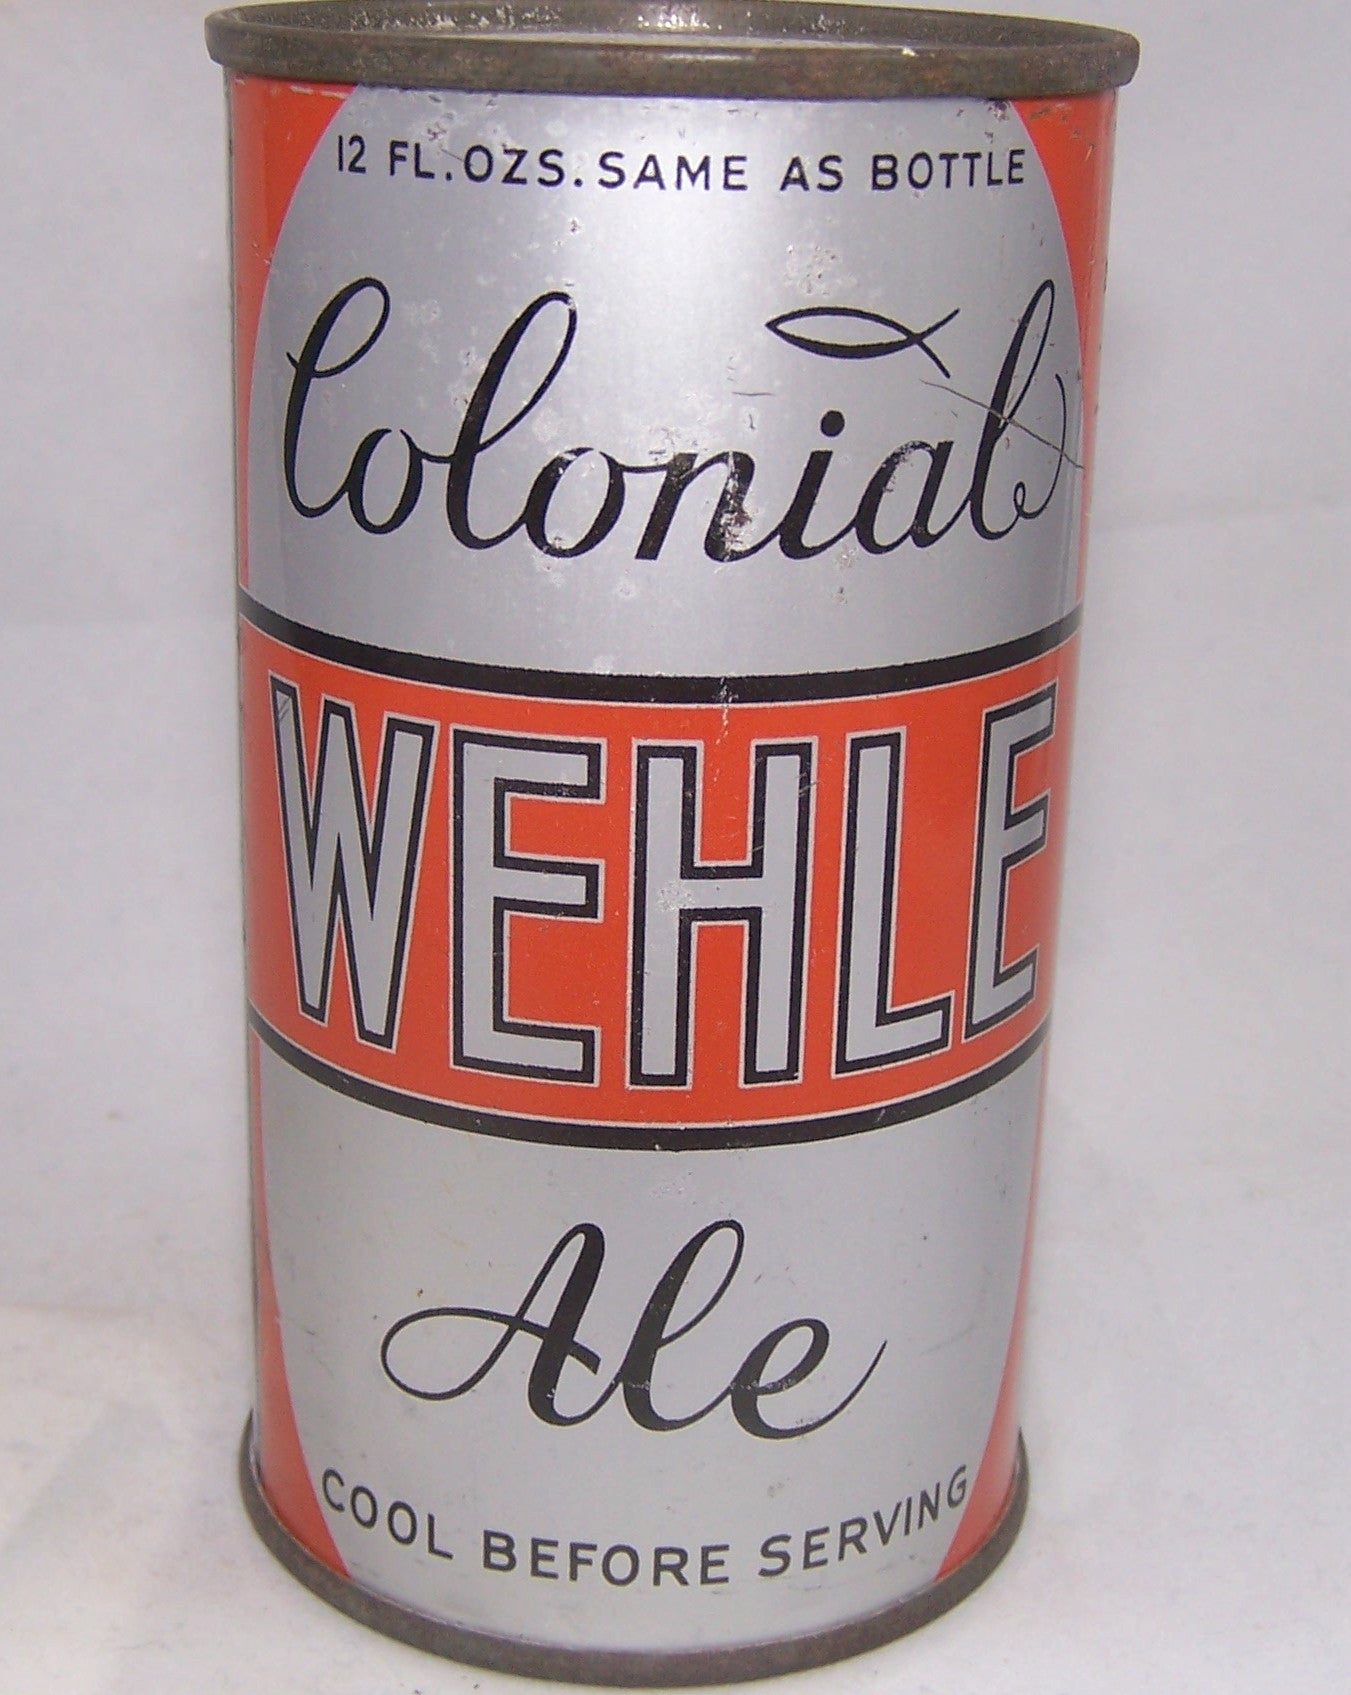 12 FL. OZS. SAME AS BOTTLE
Colonial
WEHLE
Ale
COOL BEFORE SERVING